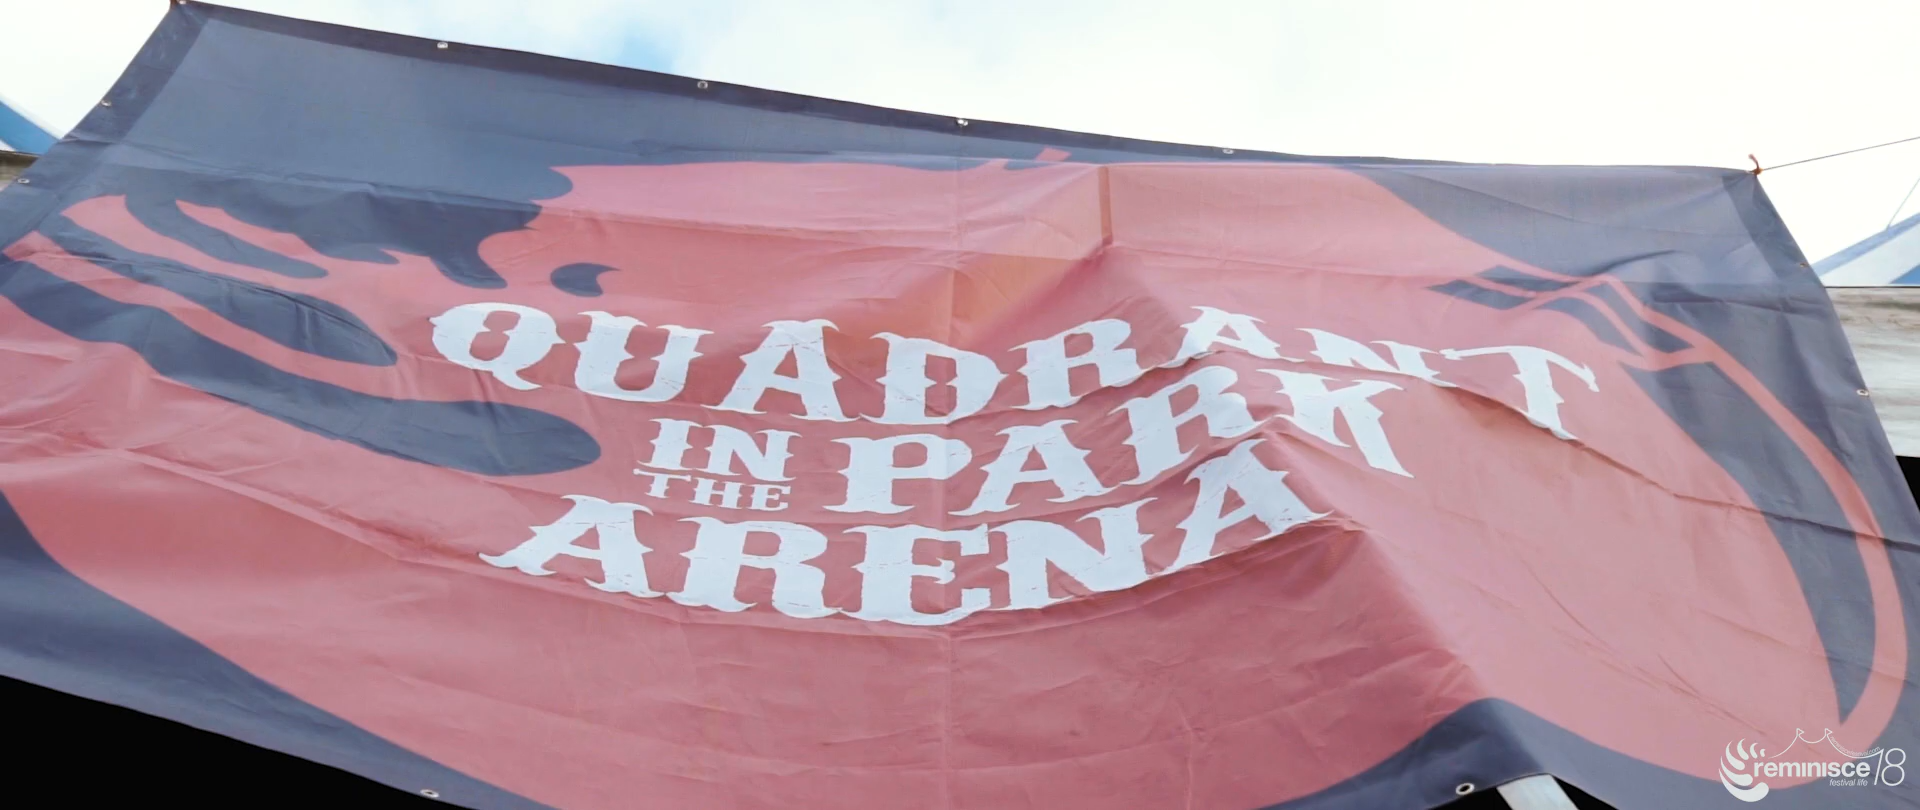 QUADRANT
IN THE PARK
ARENA
reminisce 18
festival life